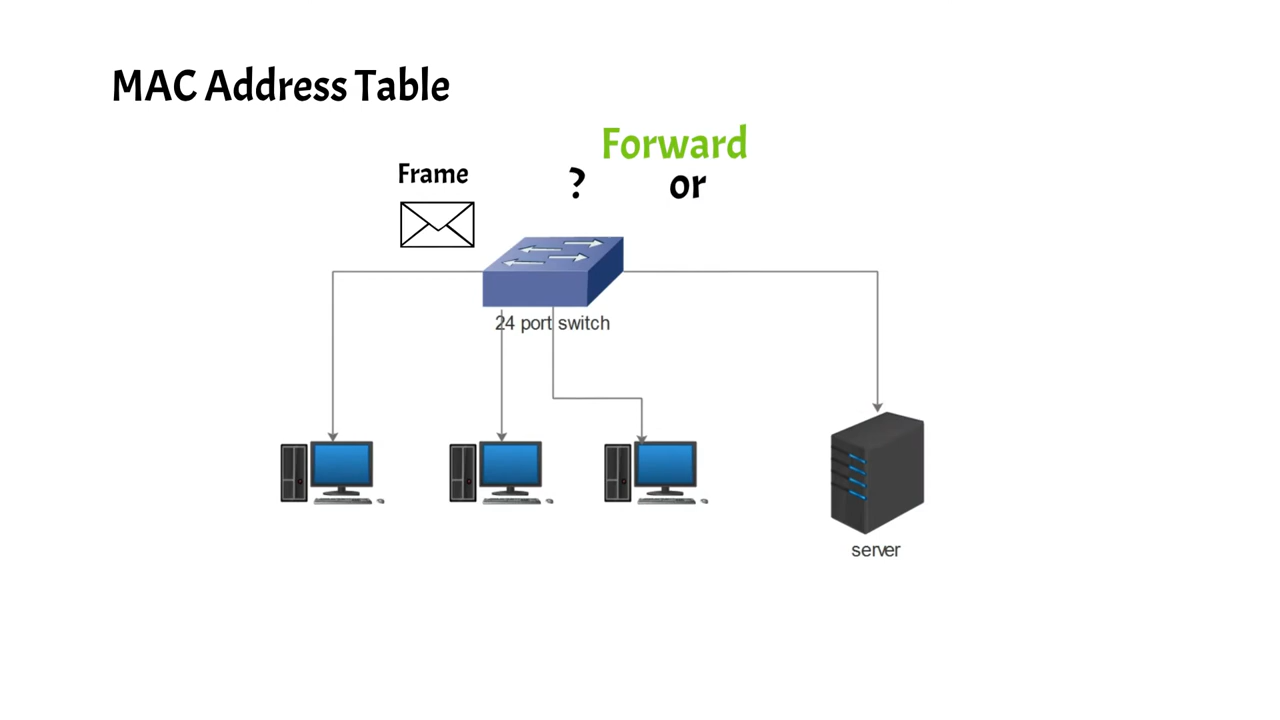 MAC Address Table
Forward
Frame
? or
24 port switch
server